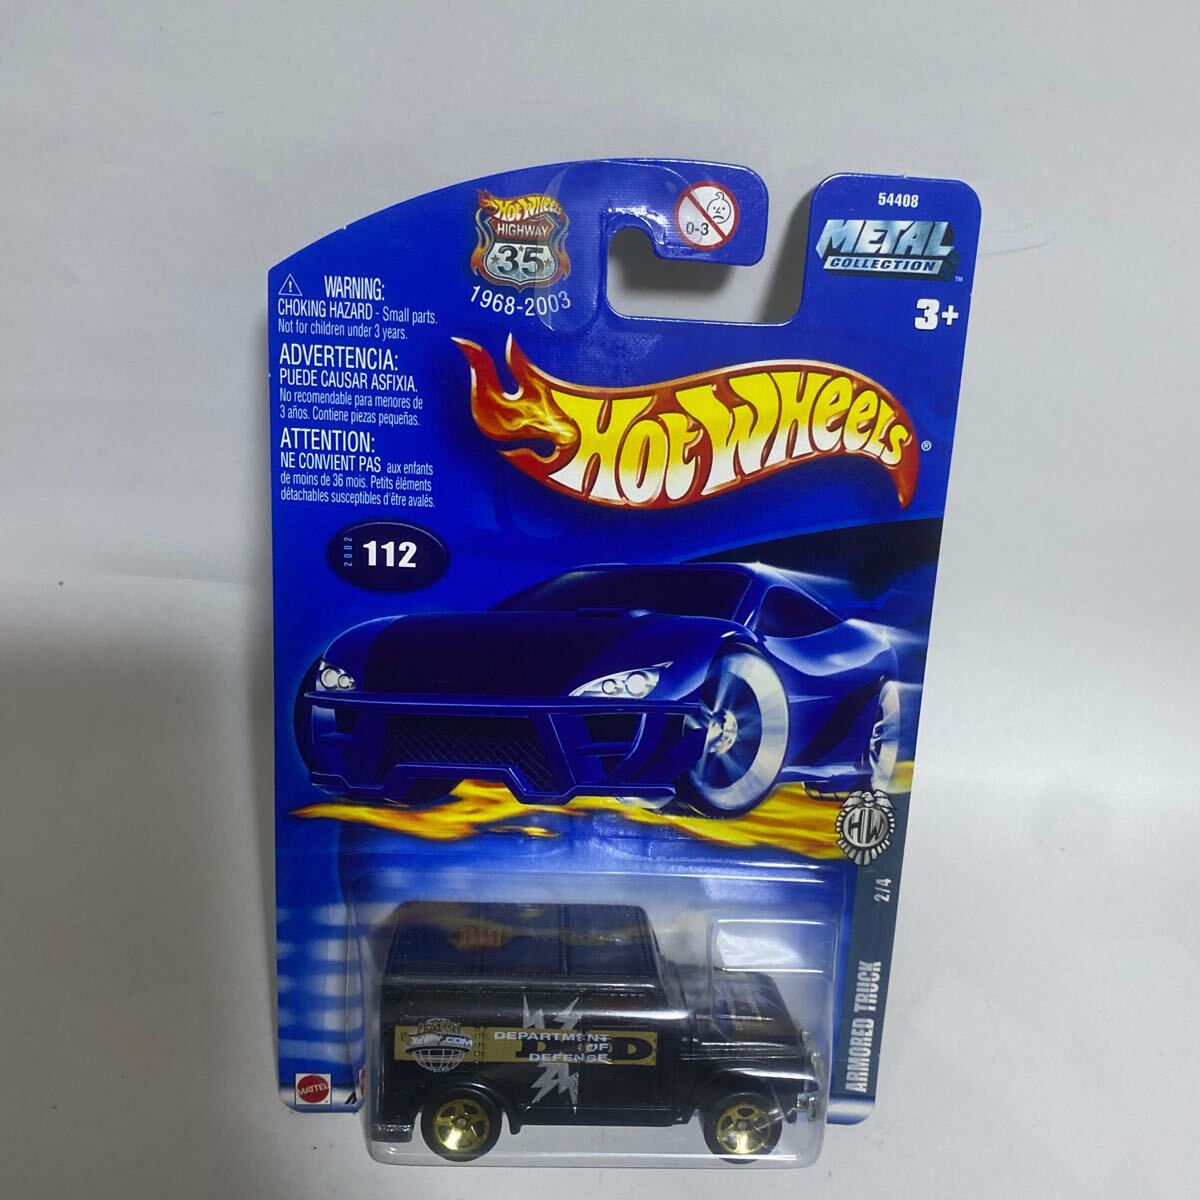 54408
METAL
COLLECTION™
3+
0-3
Hot Wheels
HIGHWAY
35
1968-2003
WARNING:
CHOKING HAZARD - Small parts.
Not for children under 3 years.
ADVERTENCIA:
PUEDE CAUSAR ASFIXIA.
No recomendable para menores de
3 años. Contiene piezas pequeñas.
ATTENTION:
NE CONVIENT PAS aux enfants
de moins de 36 mois. Petits éléments
détachables susceptibles d'être avalés.
Hot Wheels®
2002
112
HW
2/4
ARMORED TRUCK
PLANET
.COM
DEPARTMENT
OF
DEFENSE
D D
MATTEL